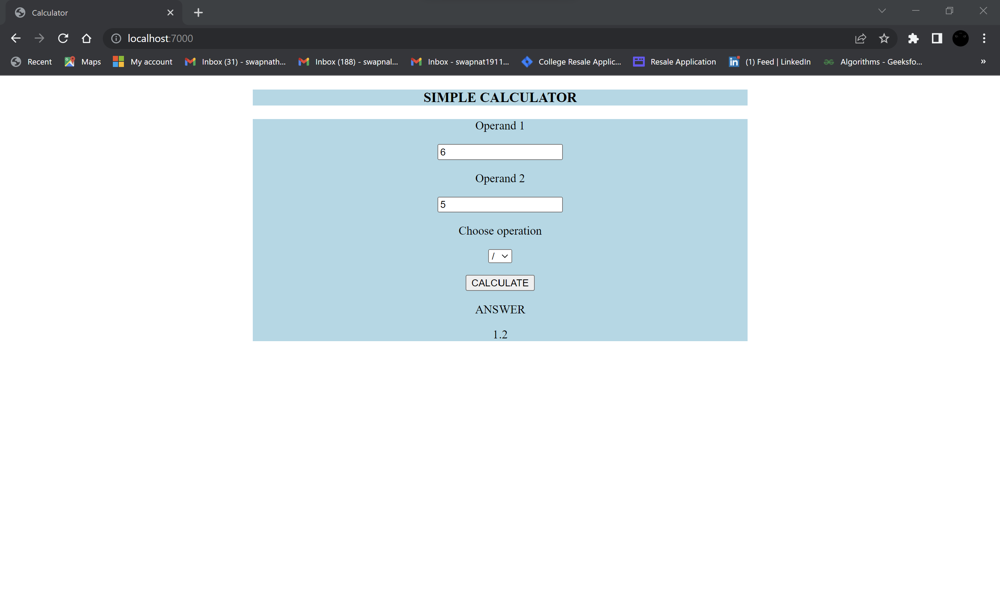 Calculator
localhost:7000
Recent Maps My account Inbox (31) - swapnath... Inbox (188) - swapnal... Inbox - swapnat1911... College Resale Applic... Resale Application (1) Feed | LinkedIn Algorithms - Geeksfo... »
SIMPLE CALCULATOR
Operand 1
6
Operand 2
5
Choose operation
/
CALCULATE
ANSWER
1.2